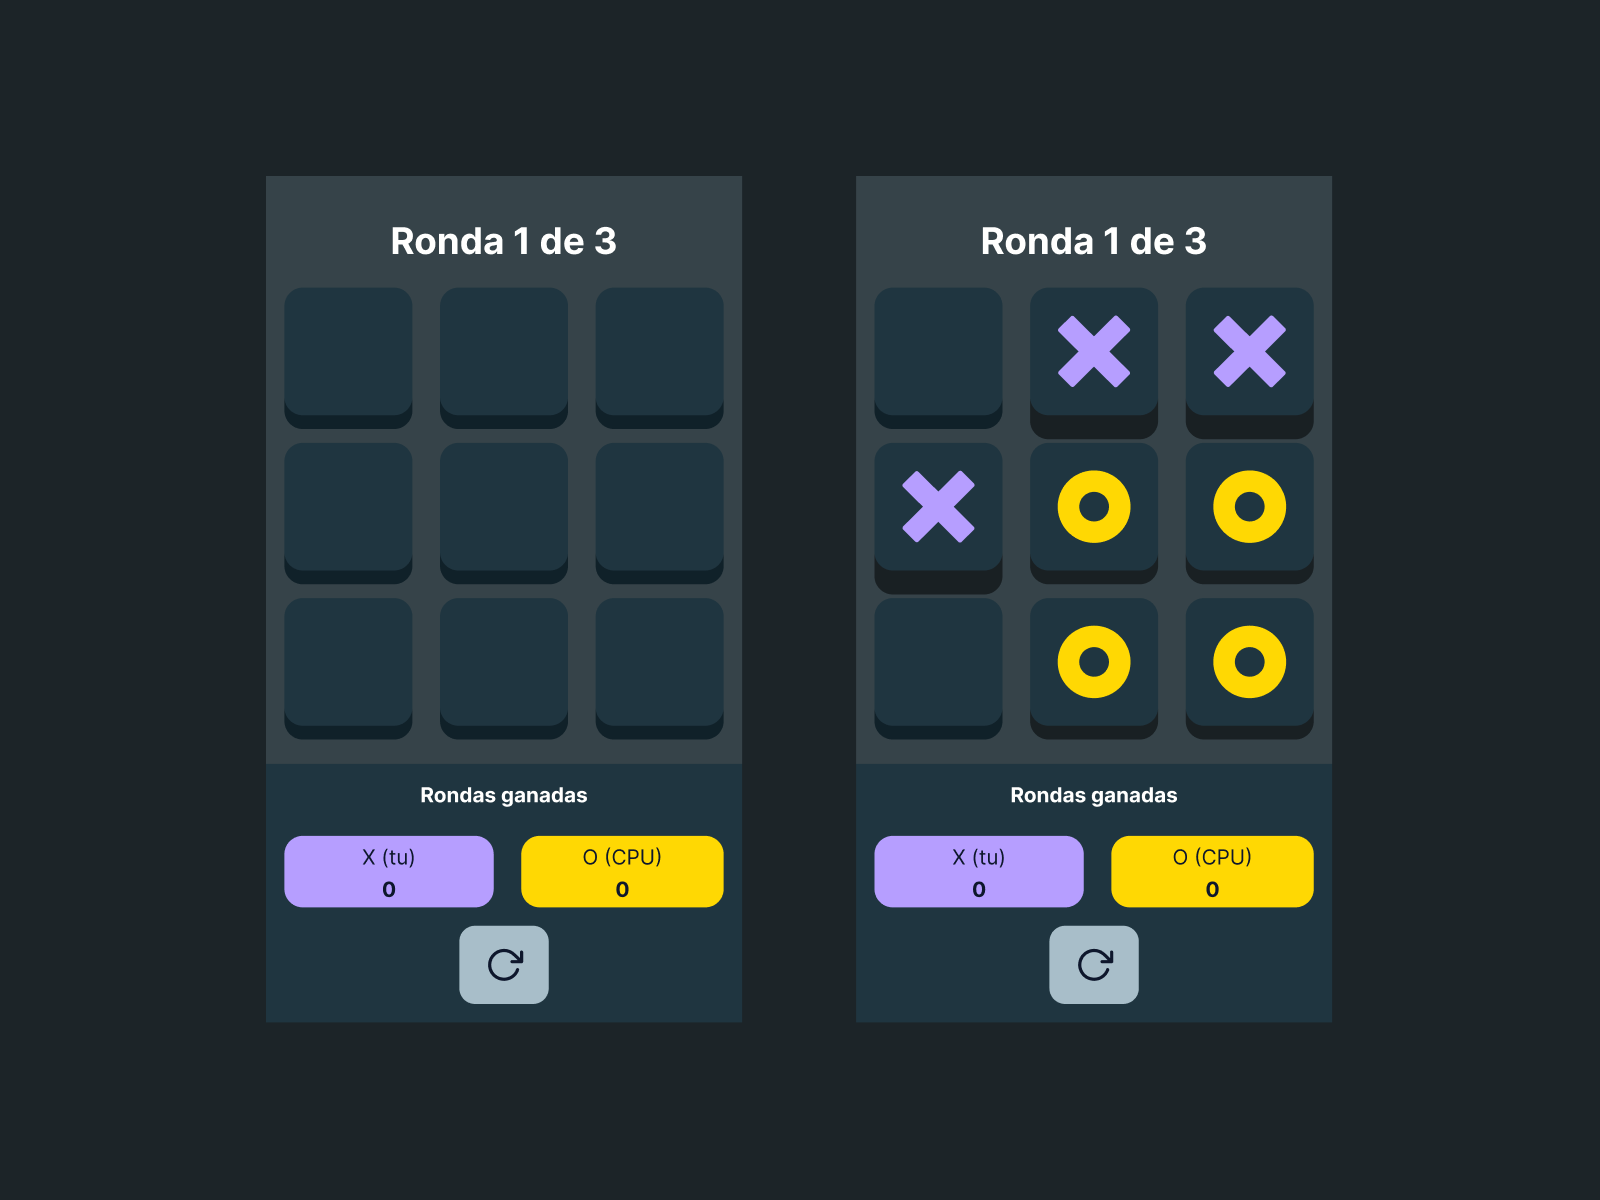 Ronda 1 de 3
Rondas ganadas
X (tu)
0
O (CPU)
0
Ronda 1 de 3
Rondas ganadas
X (tu)
0
O (CPU)
0